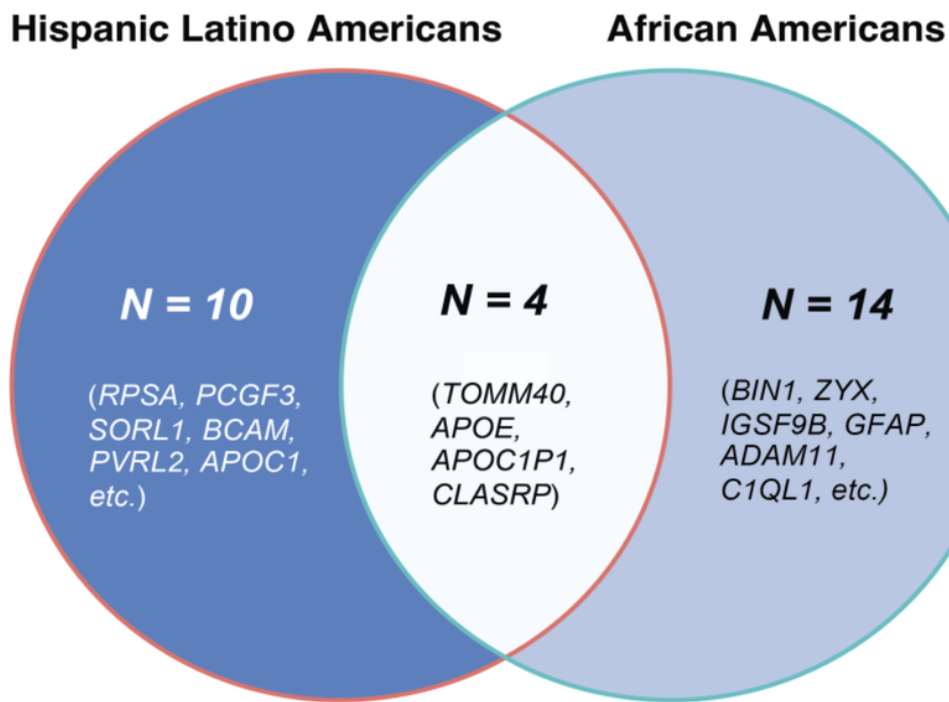 Hispanic Latino Americans
African Americans
N = 10
(RPSA, PCGF3,
SORL1, BCAM,
PVRL2, APOC1,
etc.)
N = 4
(TOMM40,
APOE,
APOC1P1,
CLASRP)
N = 14
(BIN1, ZYX,
IGSF9B, GFAP,
ADAM11,
C1QL1, etc.)